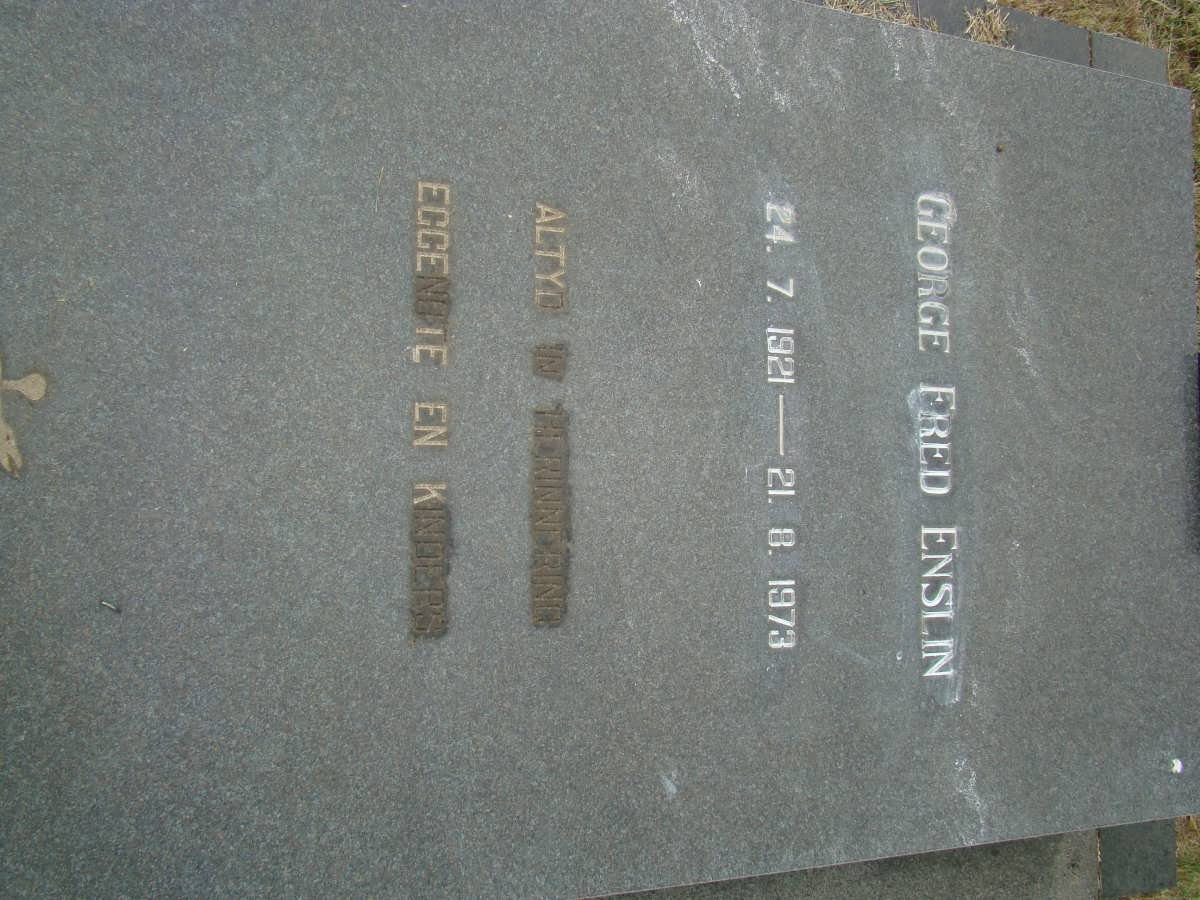 GEORGE FRED ENSLIN
24. 7. 1921 — 21. 8. 1973
ALTYD IN HERINNERING
EGGENOTE EN KINDERS